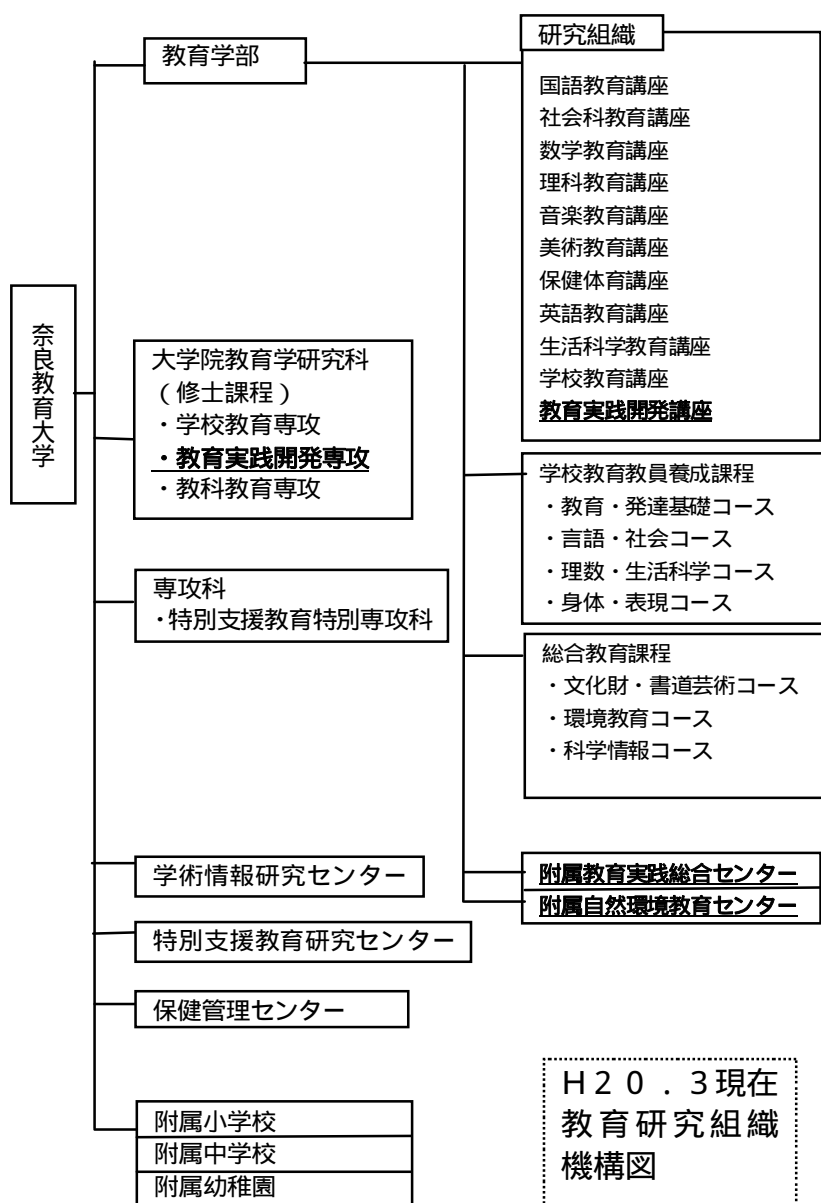 奈良教育大学
教育学部
研究組織
国語教育講座
社会科教育講座
数学教育講座
理科教育講座
音楽教育講座
美術教育講座
保健体育講座
英語教育講座
生活科学教育講座
学校教育講座
教育実践開発講座
学校教育教員養成課程
・教育・発達基礎コース
・言語・社会コース
・理数・生活科学コース
・身体・表現コース
総合教育課程
・文化財・書道芸術コース
・環境教育コース
・科学情報コース
附属教育実践総合センター
附属自然環境教育センター
大学院教育学研究科
（修士課程）
・学校教育専攻
・教育実践開発専攻
・教科教育専攻
専攻科
・特別支援教育特別専攻科
学術情報研究センター
特別支援教育研究センター
保健管理センター
附属小学校
附属中学校
附属幼稚園
Ｈ２０．３現在
教育研究組織
機構図